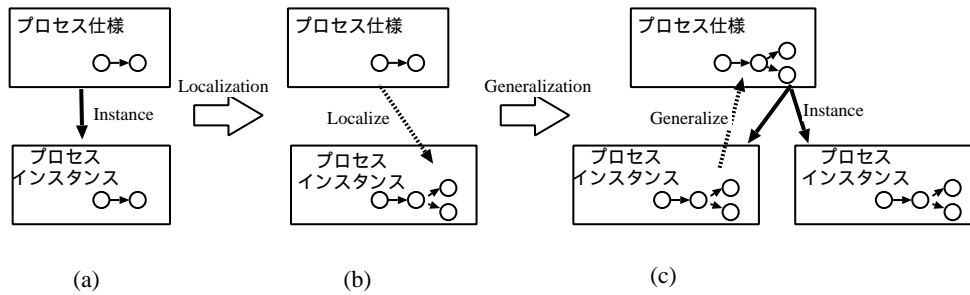 プロセス仕様
Instance
プロセス
インスタンス
(a)
Localization
プロセス仕様
Localize
プロセス
インスタンス
(b)
Generalization
プロセス仕様
Generalize
Instance
プロセス
インスタンス
プロセス
インスタンス
(c)